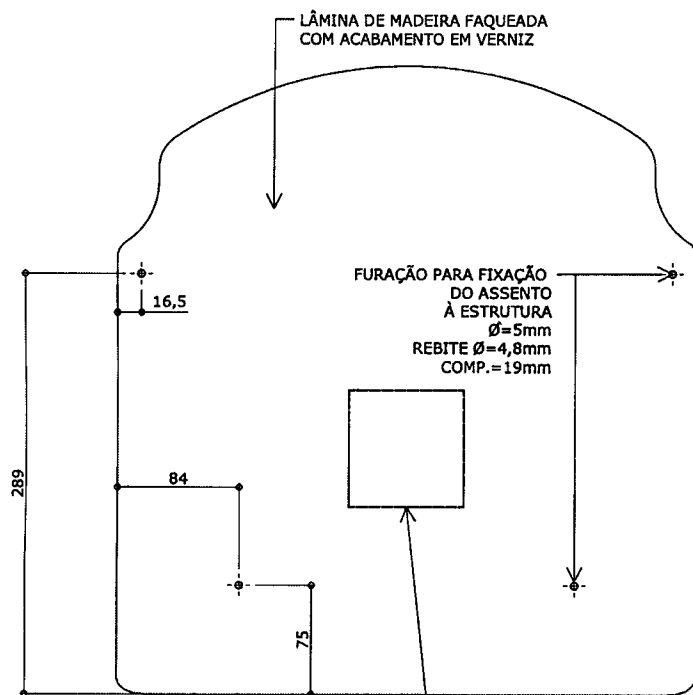 LÂMINA DE MADEIRA FAQUEADA
COM ACABAMENTO EM VERNIZ
FURAÇÃO PARA FIXAÇÃO
DO ASSENTO
À ESTRUTURA
Ø=5mm
REBITE Ø=4,8mm
COMP.=19mm
16,5
289
84
75